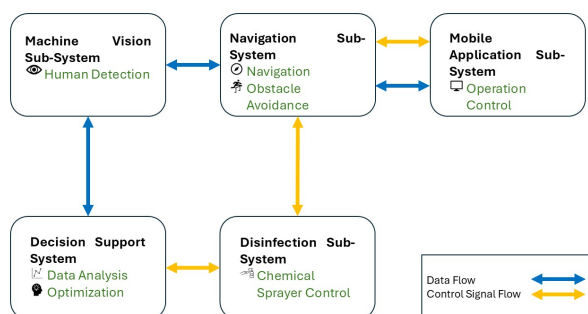 Machine Vision
Sub-System
Human Detection
Navigation Sub-
System
Navigation
Obstacle
Avoidance
Mobile
Application Sub-
System
Operation
Control
Decision Support
System
Data Analysis
Optimization
Disinfection Sub-
System
Chemical
Sprayer Control
Data Flow
Control Signal Flow